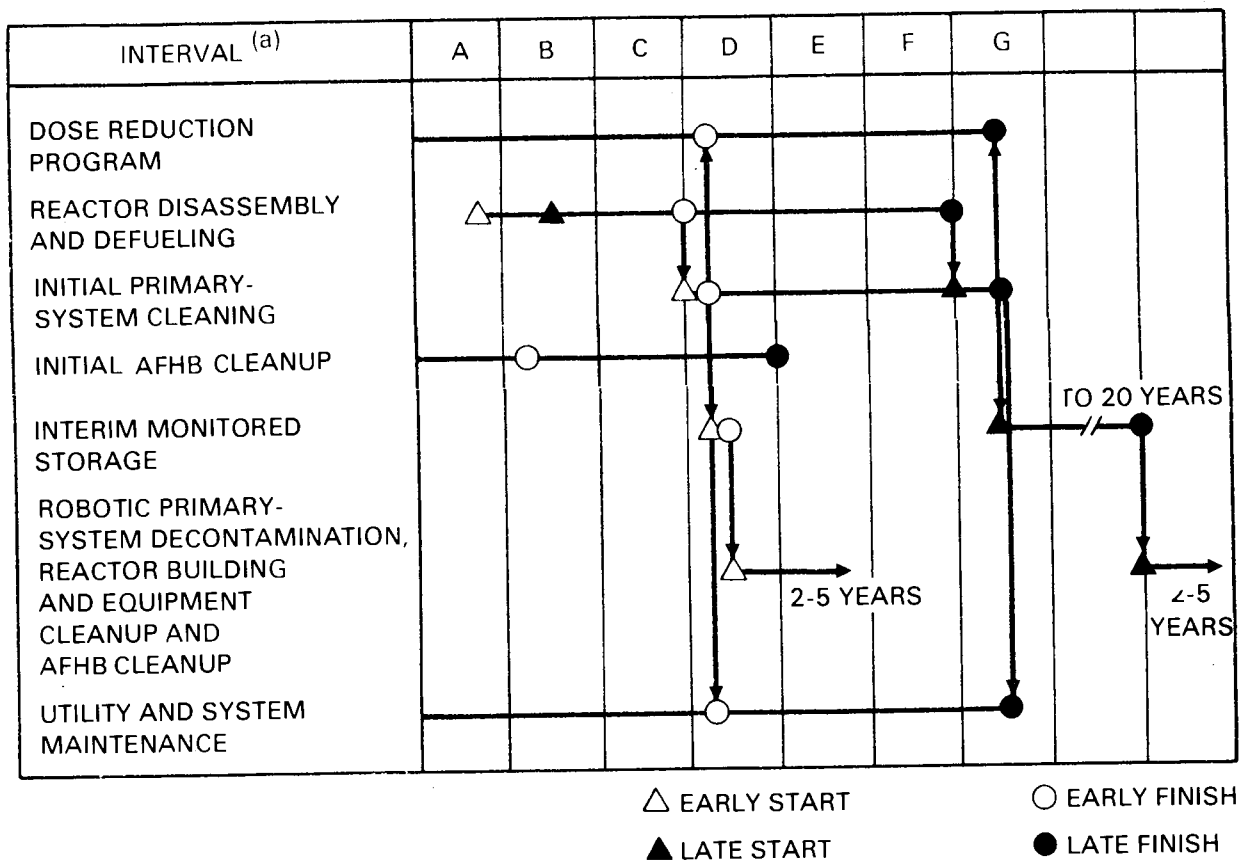 INTERVAL (a) A B C D E F G
DOSE REDUCTION
PROGRAM
REACTOR DISASSEMBLY
AND DEFUELING
INITIAL PRIMARY-
SYSTEM CLEANING
INITIAL AFHB CLEANUP
TO 20 YEARS
INTERIM MONITORED
STORAGE
ROBOTIC PRIMARY-
SYSTEM DECONTAMINATION,
REACTOR BUILDING
AND EQUIPMENT
CLEANUP AND
AFHB CLEANUP
2-5 YEARS
2-5
YEARS
UTILITY AND SYSTEM
MAINTENANCE
EARLY START
EARLY FINISH
LATE START
LATE FINISH